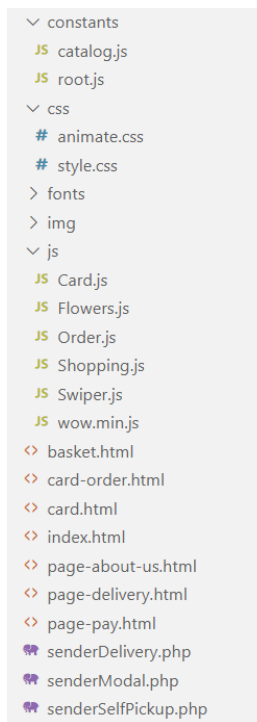 constants
JS catalog.js
JS root.js
css
# animate.css
# style.css
fonts
img
js
JS Card.js
JS Flowers.js
JS Order.js
JS Shopping.js
JS Swiper.js
JS wow.min.js
<> basket.html
<> card-order.html
<> card.html
<> index.html
<> page-about-us.html
<> page-delivery.html
<> page-pay.html
senderDelivery.php
senderModal.php
senderSelfPickup.php